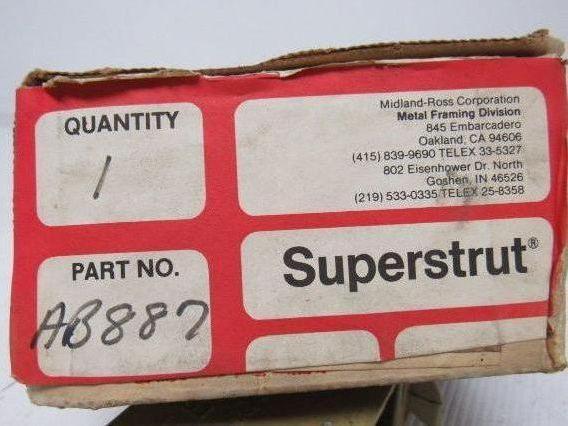 QUANTITY
1
Midland-Ross Corporation
Metal Framing Division
845 Embarcadero
Oakland, CA 94606
(415) 839-9690 TELEX 33-5327
802 Eisenhower Dr. North
Goshen, IN 46526
(219) 533-0335 TELEX 25-8358
PART NO.
AB887
Superstrut®